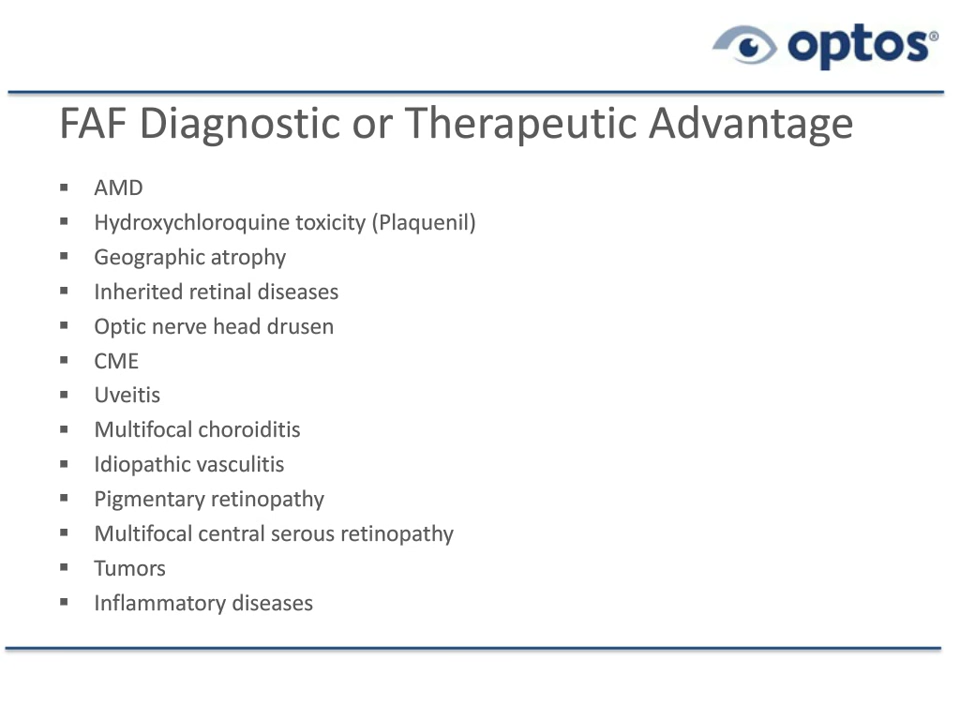 optos®
FAF Diagnostic or Therapeutic Advantage
▪ AMD
▪ Hydroxychloroquine toxicity (Plaquenil)
▪ Geographic atrophy
▪ Inherited retinal diseases
▪ Optic nerve head drusen
▪ CME
▪ Uveitis
▪ Multifocal choroiditis
▪ Idiopathic vasculitis
▪ Pigmentary retinopathy
▪ Multifocal central serous retinopathy
▪ Tumors
▪ Inflammatory diseases